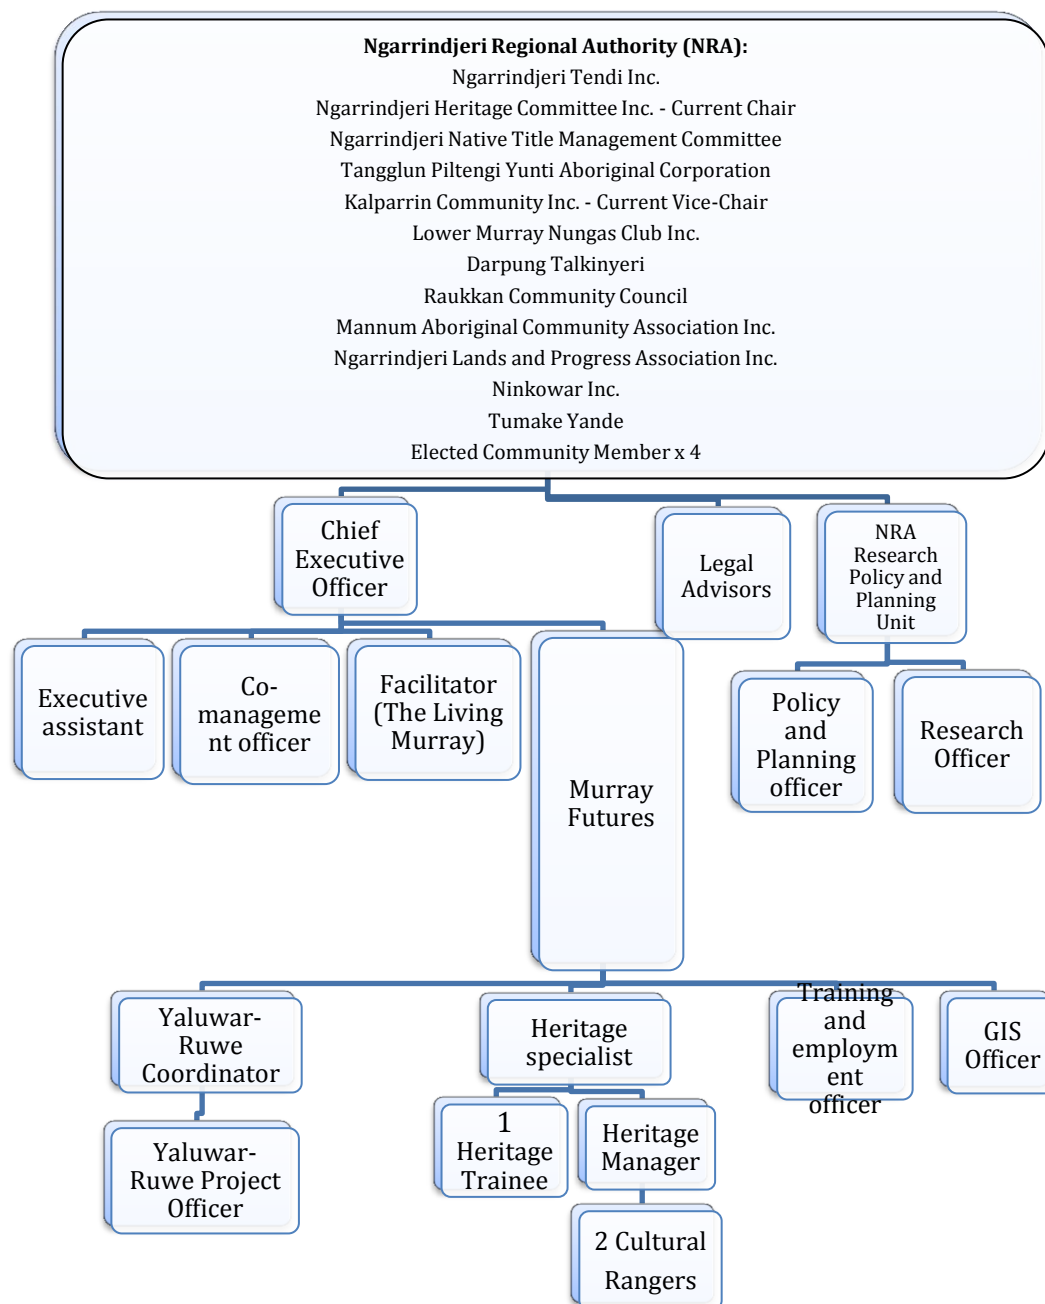 Ngarrindjeri Regional Authority (NRA):
Ngarrindjeri Tendi Inc.
Ngarrindjeri Heritage Committee Inc. - Current Chair
Ngarrindjeri Native Title Management Committee
Tangglun Piltengi Yunti Aboriginal Corporation
Kalparrin Community Inc. - Current Vice-Chair
Lower Murray Nungas Club Inc.
Darpung Talkinyeri
Raukkan Community Council
Mannum Aboriginal Community Association Inc.
Ngarrindjeri Lands and Progress Association Inc.
Ninkowar Inc.
Tumake Yande
Elected Community Member x 4
Chief
Executive
Officer
Legal
Advisors
NRA
Research
Policy and
Planning
Unit
Executive
assistant
Co-
manageme
nt officer
Facilitator
(The Living
Murray)
Murray
Futures
Policy
and
Planning
officer
Research
Officer
Yaluwar-
Ruwe
Coordinator
Heritage
specialist
Training
and
employm
ent
officer
GIS
Officer
Yaluwar-
Ruwe Project
Officer
1
Heritage
Trainee
Heritage
Manager
2 Cultural
Rangers